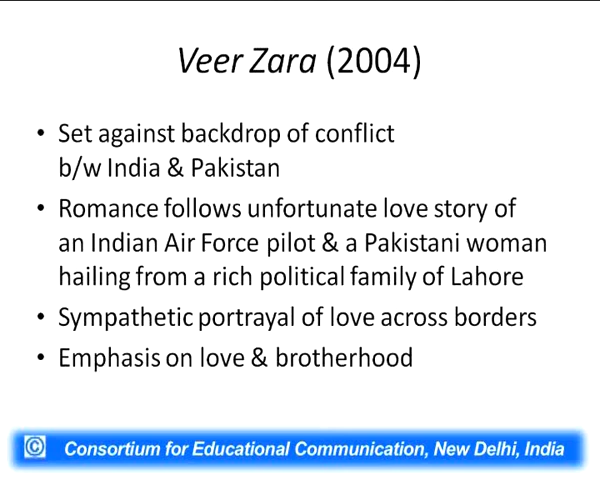 Veer Zara (2004)
• Set against backdrop of conflict
b/w India & Pakistan
• Romance follows unfortunate love story of
an Indian Air Force pilot & a Pakistani woman
hailing from a rich political family of Lahore
• Sympathetic portrayal of love across borders
• Emphasis on love & brotherhood
© Consortium for Educational Communication, New Delhi, India